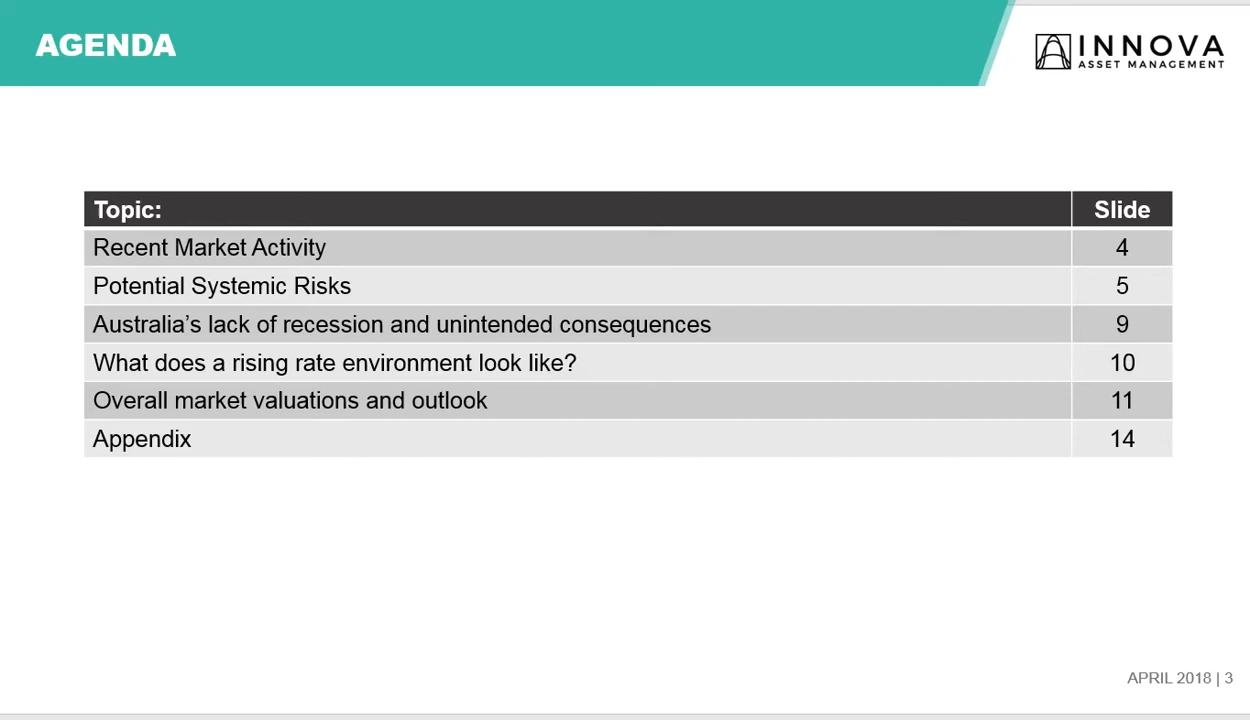 AGENDA
INNOVA
ASSET MANAGEMENT
Topic: Slide
Recent Market Activity 4
Potential Systemic Risks 5
Australia’s lack of recession and unintended consequences 9
What does a rising rate environment look like? 10
Overall market valuations and outlook 11
Appendix 14
APRIL 2018 | 3